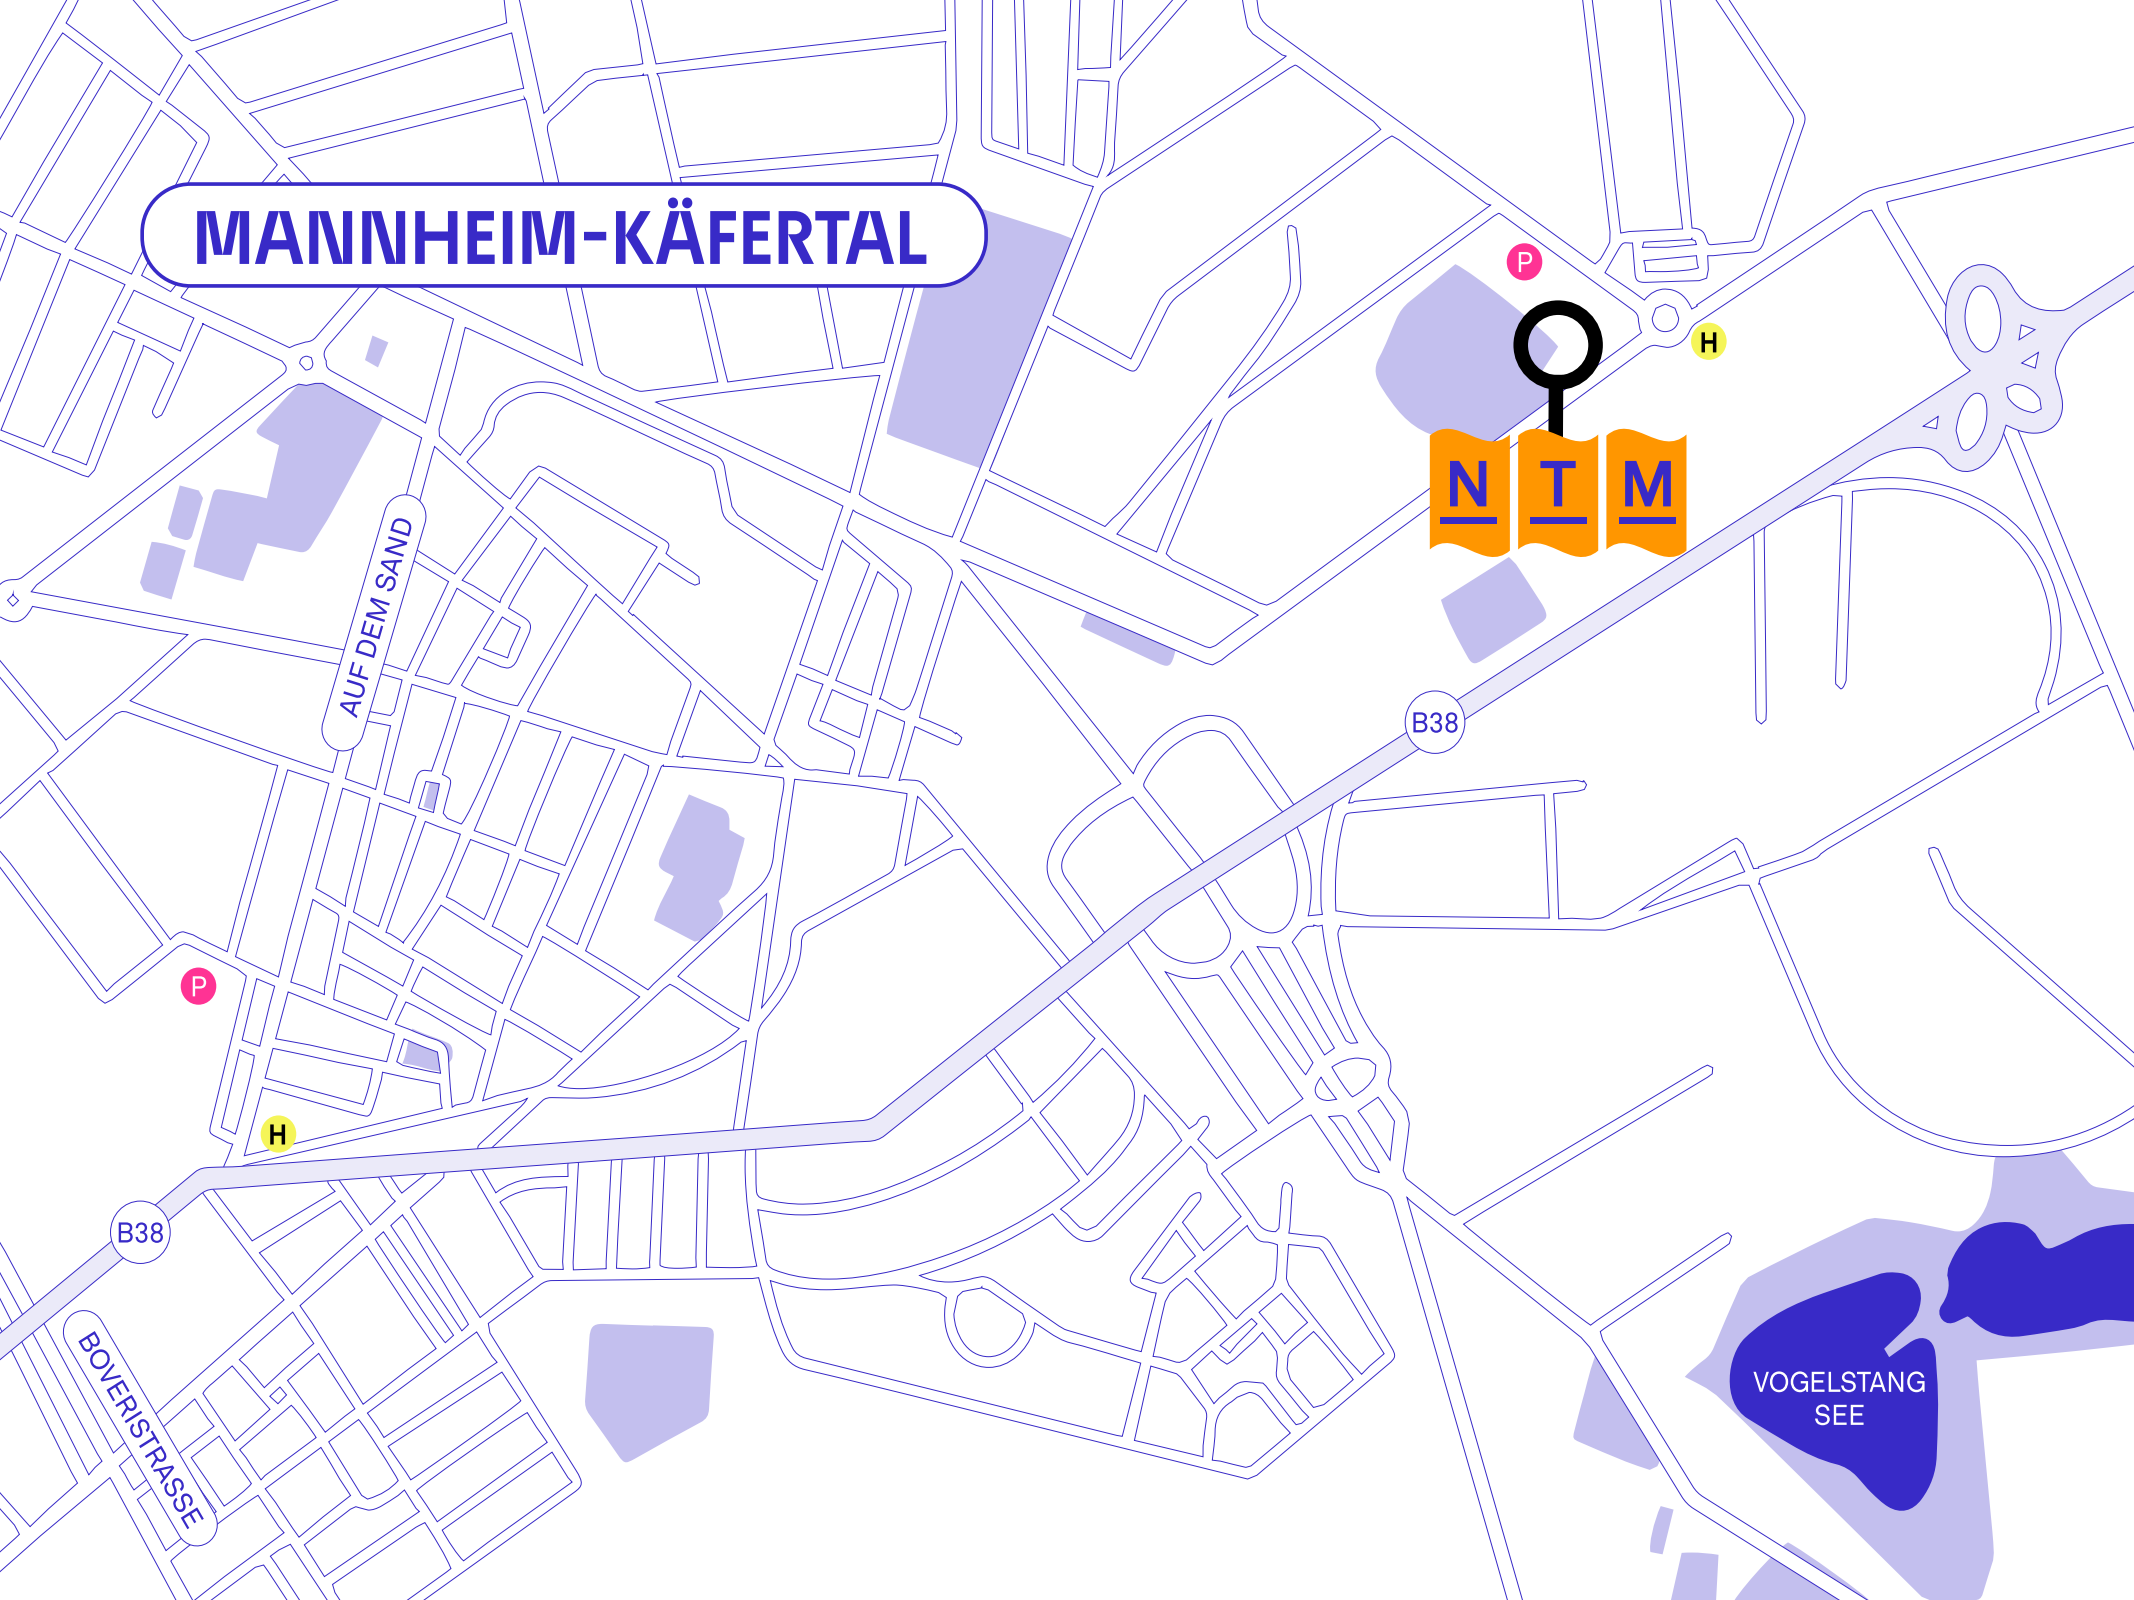 MANNHEIM-KÄFERTAL
P
H
N T M
AUF DEM SAND
B38
P
H
B38
BOVERISTRASSE
VOGELSTANG
SEE